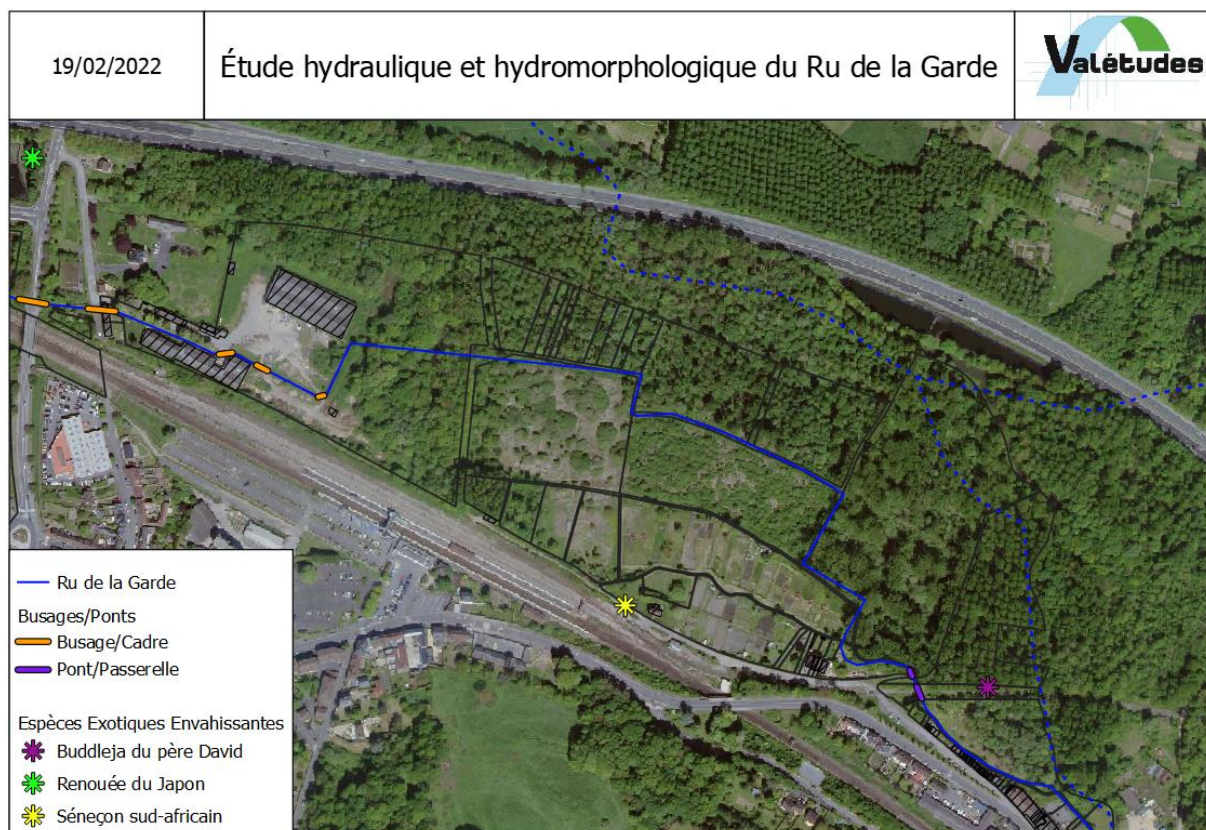 19/02/2022
Étude hydraulique et hydromorphologique du Ru de la Garde
Valétudes
Ru de la Garde
Busages/Ponts
Busage/Cadre
Pont/Passerelle
Espèces Exotiques Envahissantes
Buddleja du père David
Renouée du Japon
Séneçon sud-africain